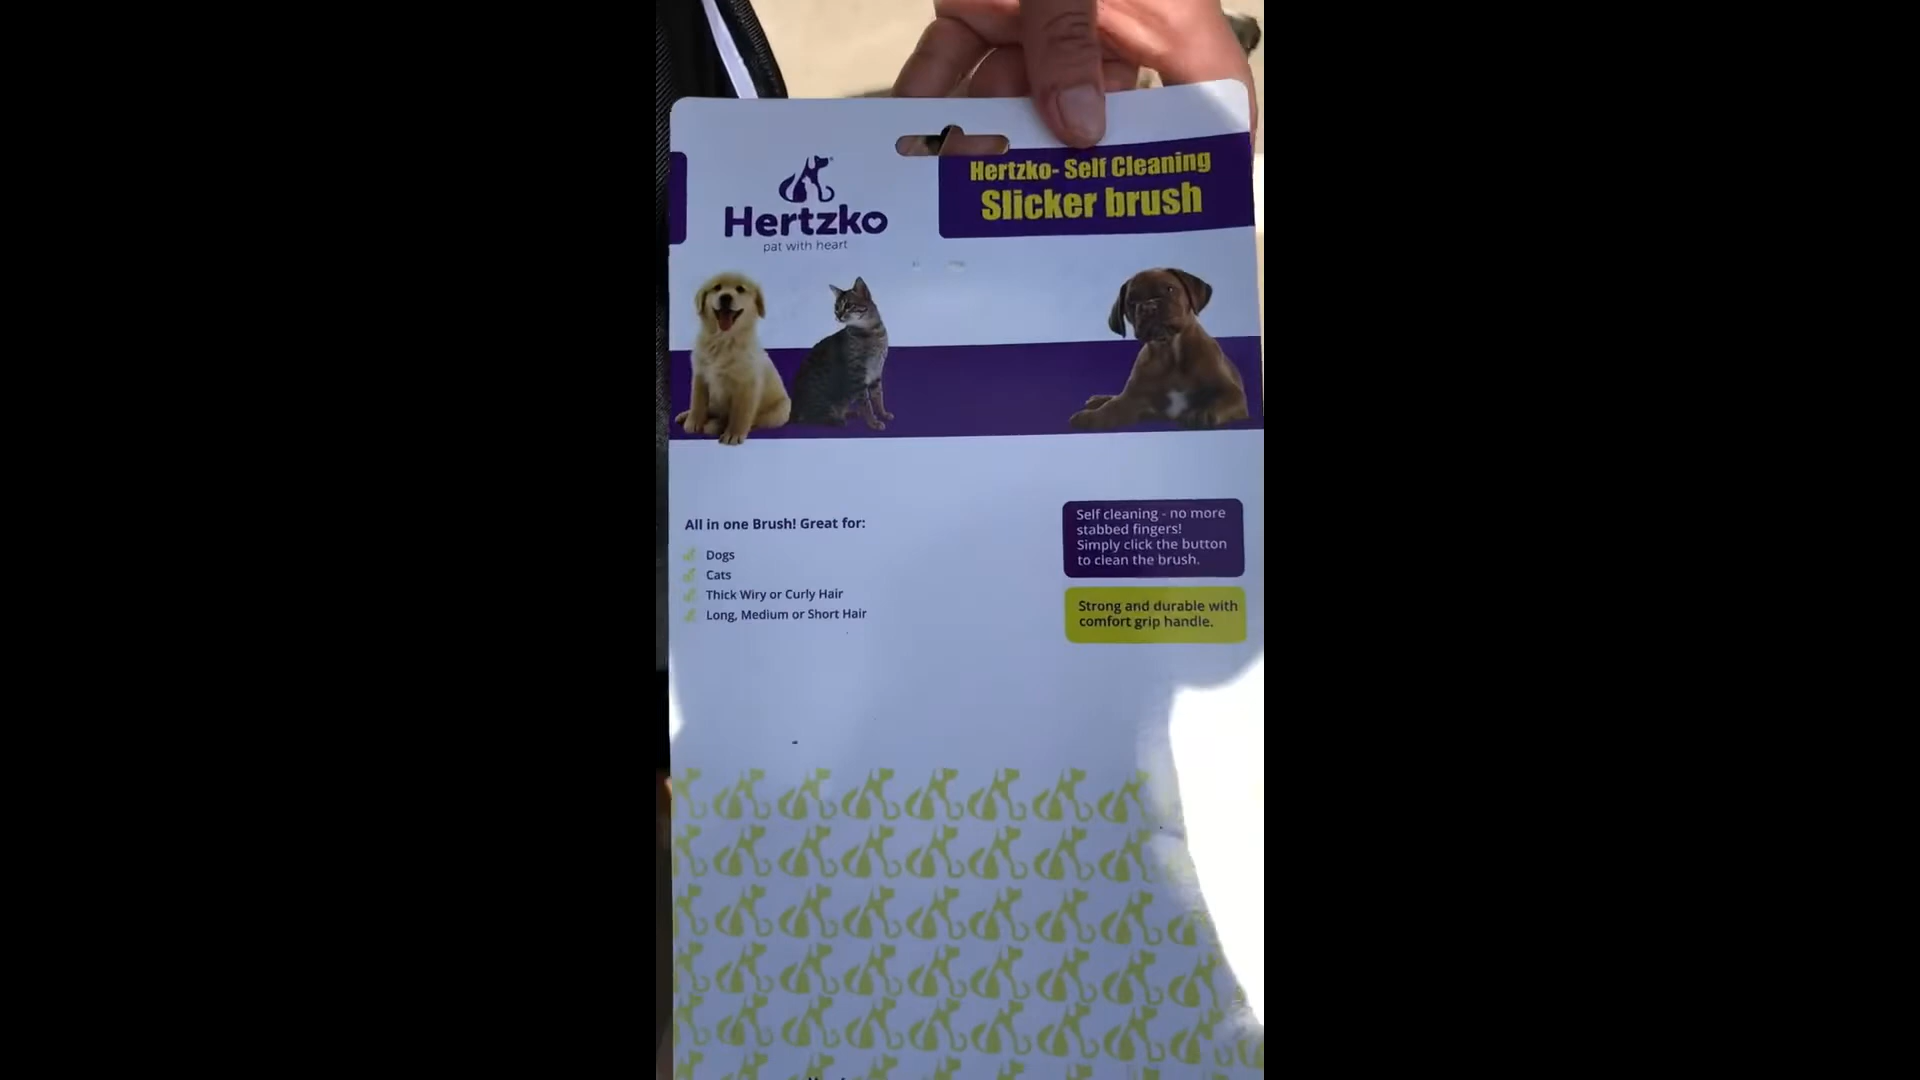 Hertzko
pat with heart
Hertzko- Self Cleaning
Slicker brush
All in one Brush! Great for:
Dogs
Cats
Thick Wiry or Curly Hair
Long, Medium or Short Hair
Self cleaning - no more
stabbed fingers!
Simply click the button
to clean the brush.
Strong and durable with
comfort grip handle.